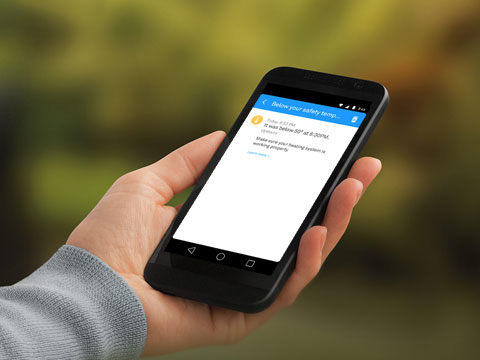 Below your safety temp...
Today 6:30 PM
It was below 50° at 6:30PM.
Upstairs
Make sure your heating system is
working properly.